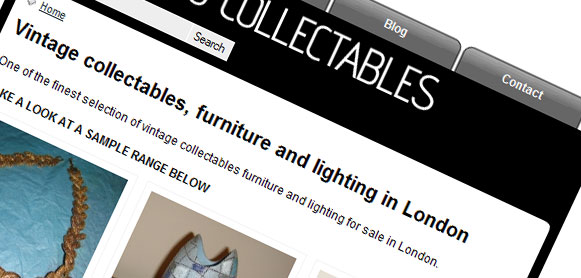 Blog
Contact
COLLECTABLES
Home
Search
Vintage collectables, furniture and lighting in London
One of the finest selection of vintage collectables furniture and lighting for sale in London.
A LOOK AT A SAMPLE RANGE BELOW